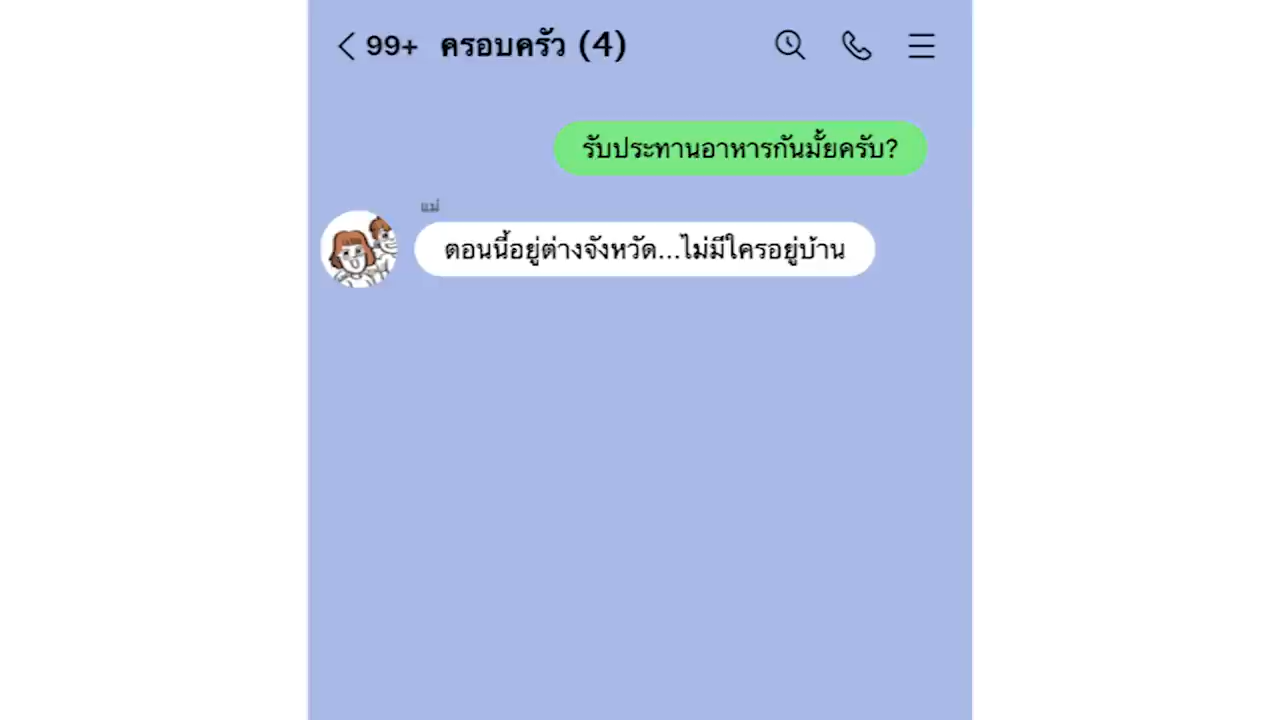 99+ ครอบครัว (4)
รับประทานอาหารกันมั้ยครับ?
แม่
ตอนนี้อยู่ต่างจังหวัด...ไม่มีใครอยู่บ้าน